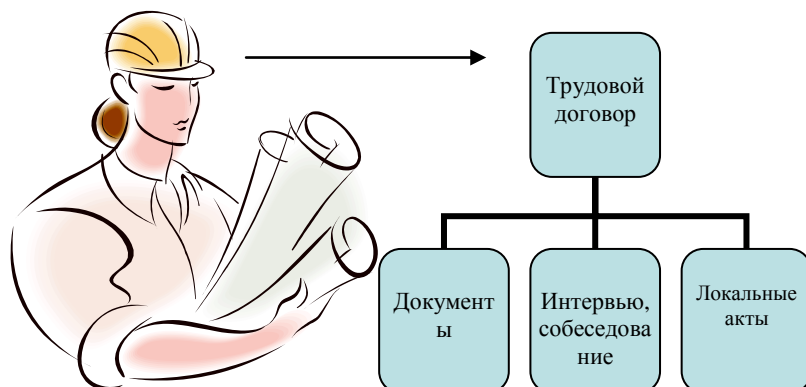 Трудовой
договор
Документ
ы
Интервью,
собеседова
ние
Локальные
акты